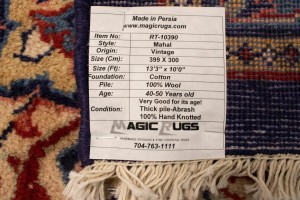 Made in Persia
www.magicrugs.com
Item No: RT-10390
Style: Mahal
Origin: Vintage
Size (Cm): 399 X 300
Size (Ft): 13'3" x 10'0"
Foundation: Cotton
Pile: 100% Wool
Age: 40-50 Years old
Condition: Very Good for its age!
Thick pile-Abrash
100% Hand Knotted
MAGIC RUGS
704-763-1111